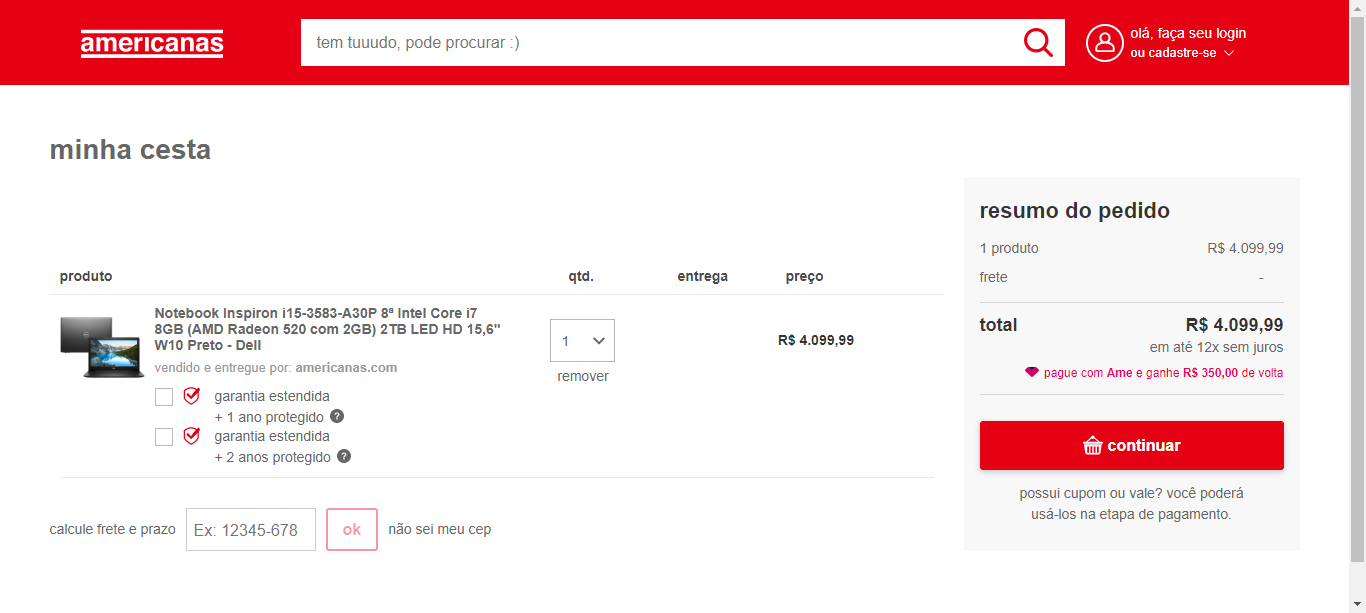 americanas
tem tuuudo, pode procurar :)
olá, faça seu login
ou cadastre-se
minha cesta
produto qtd. entrega preço
Notebook Inspiron i15-3583-A30P 8ª Intel Core i7
8GB (AMD Radeon 520 com 2GB) 2TB LED HD 15,6"
W10 Preto - Dell
vendido e entregue por: americanas.com
1
remover
R$ 4.099,99
garantia estendida
+ 1 ano protegido ?
garantia estendida
+ 2 anos protegido ?
calcule frete e prazo Ex: 12345-678 ok não sei meu cep
resumo do pedido
1 produto R$ 4.099,99
frete -
total R$ 4.099,99
em até 12x sem juros
pague com Ame e ganhe R$ 350,00 de volta
continuar
possui cupom ou vale? você poderá
usá-los na etapa de pagamento.